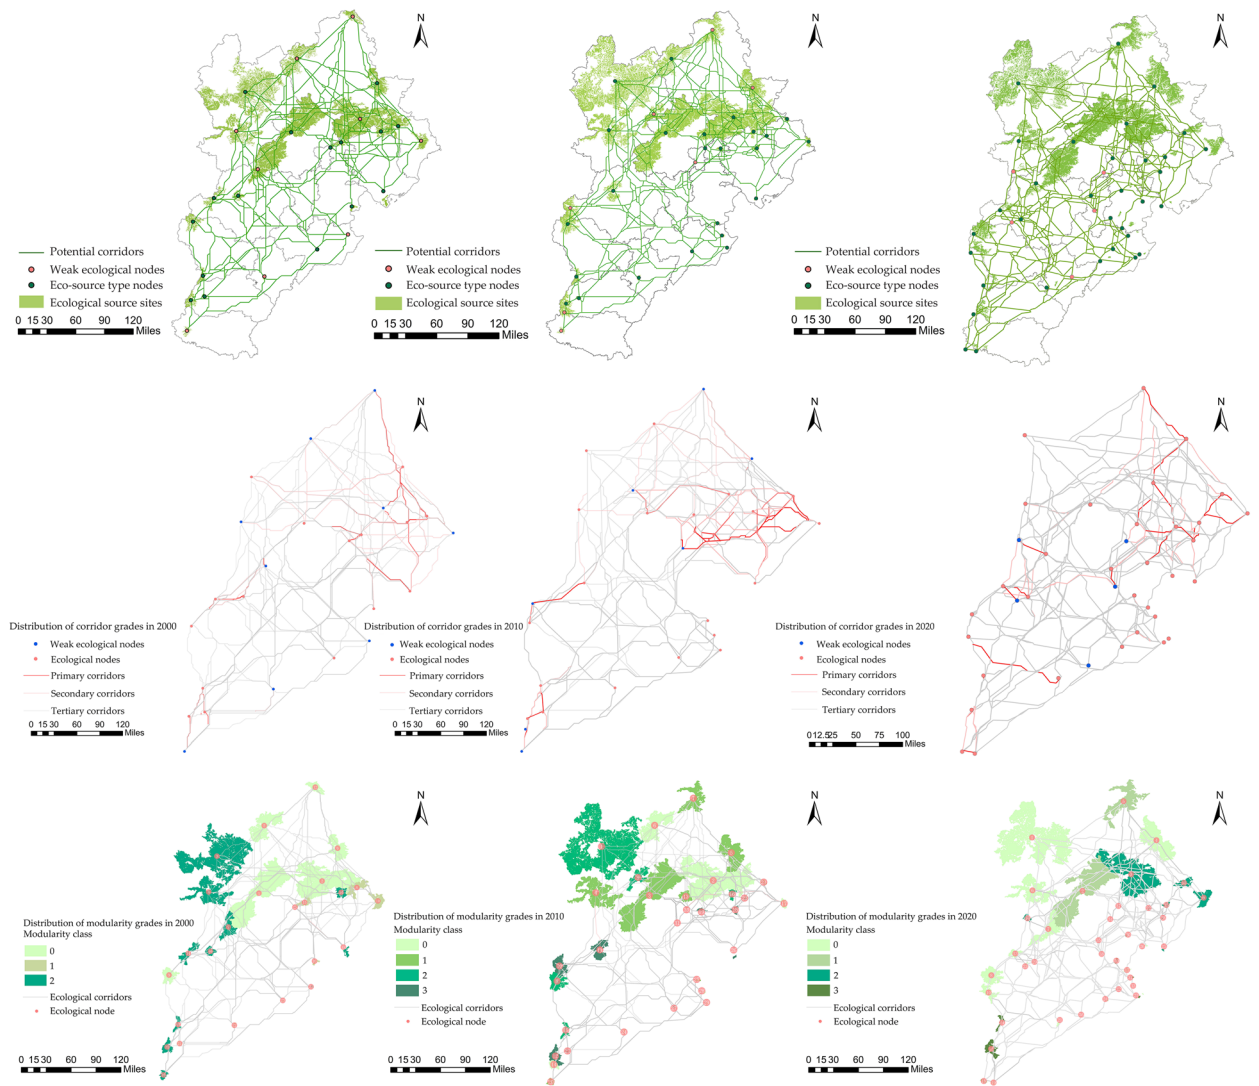 N
Potential corridors
Weak ecological nodes
Eco-source type nodes
Ecological source sites
0 15 30 60 90 120
Miles
N
Potential corridors
Weak ecological nodes
Eco-source type nodes
Ecological source sites
0 15 30 60 90 120
Miles
N
Potential corridors
Weak ecological nodes
Eco-source type nodes
Ecological source sites
0 15 30 60 90 120
Miles
N
Distribution of corridor grades in 2000
Weak ecological nodes
Ecological nodes
Primary corridors
Secondary corridors
Tertiary corridors
0 15 30 60 90 120
Miles
N
Distribution of corridor grades in 2010
Weak ecological nodes
Ecological nodes
Primary corridors
Secondary corridors
Tertiary corridors
0 15 30 60 90 120
Miles
N
Distribution of corridor grades in 2020
Weak ecological nodes
Ecological nodes
Primary corridors
Secondary corridors
Tertiary corridors
0 12.525 50 75 100
Miles
N
Distribution of modularity grades in 2000
Modularity class
0
1
2
Ecological corridors
Ecological node
0 15 30 60 90 120
Miles
N
Distribution of modularity grades in 2010
Modularity class
0
1
2
3
Ecological corridors
Ecological node
0 15 30 60 90 120
Miles
N
Distribution of modularity grades in 2020
Modularity class
0
1
2
3
Ecological corridors
Ecological node
0 15 30 60 90 120
Miles